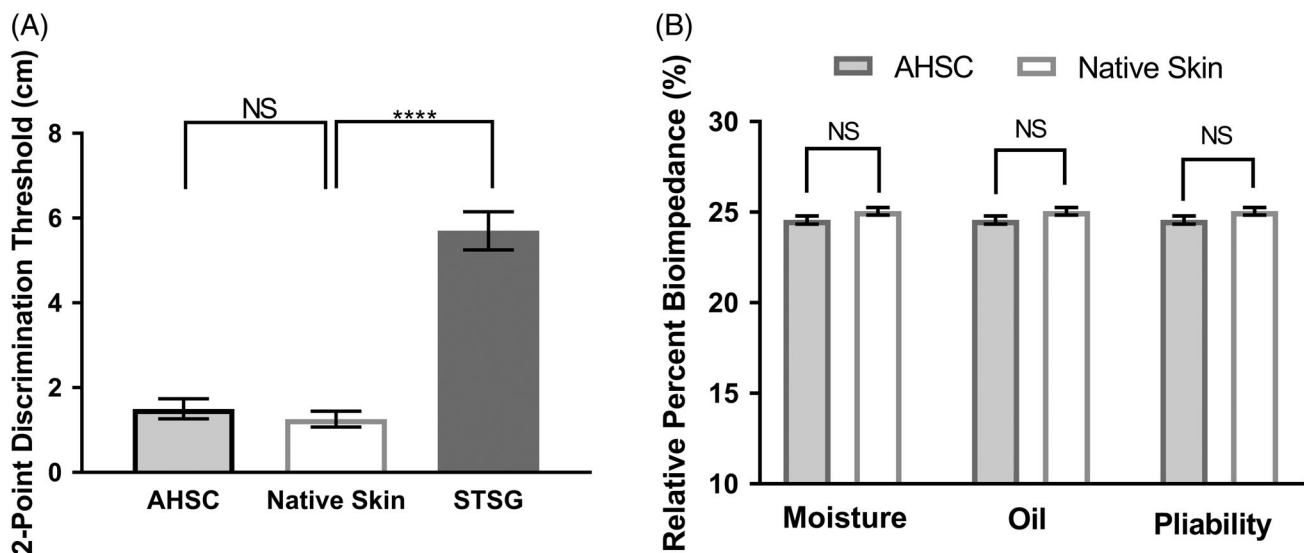 (A)
2-Point Discrimination Threshold (cm)
NS
****
8
6
4
2
0
AHSC Native Skin STSG
(B)
Relative Percent Bioimpedance (%)
AHSC Native Skin
30
25
20
15
10
NS NS NS
Moisture Oil Pliability